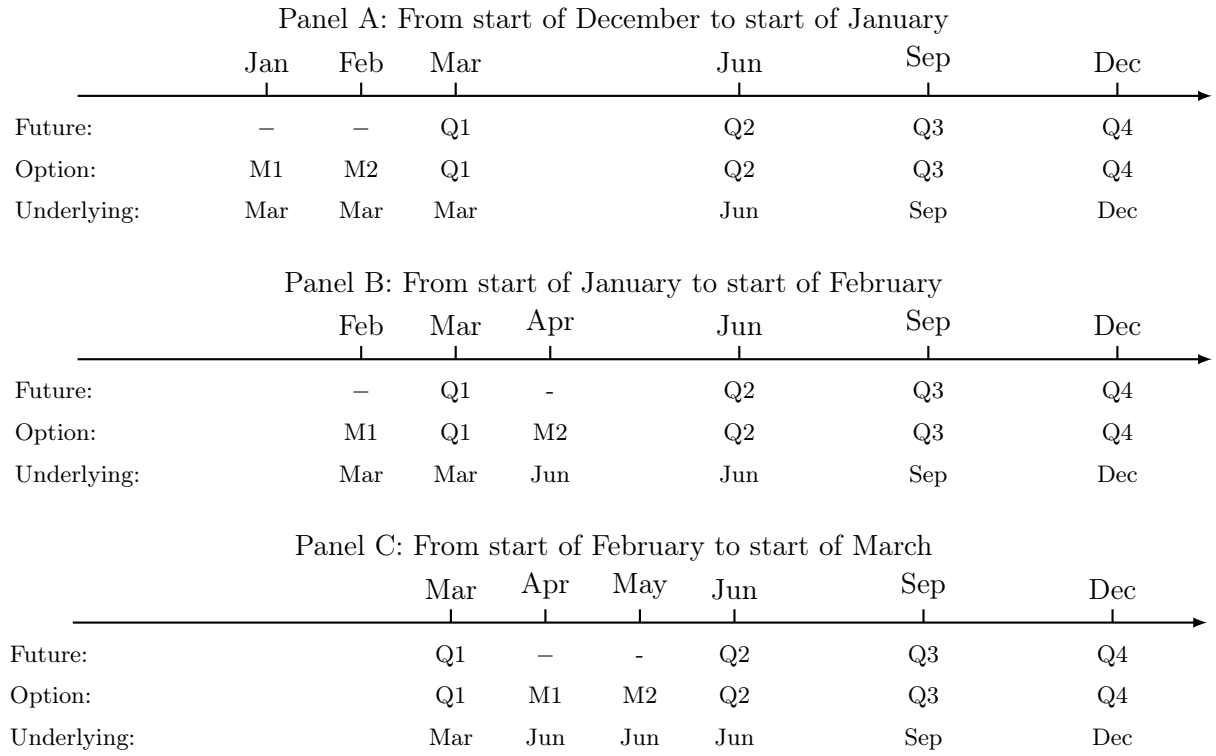 Panel A: From start of December to start of January
Jan Feb Mar Jun Sep Dec
Future: – – Q1 Q2 Q3 Q4
Option: M1 M2 Q1 Q2 Q3 Q4
Underlying: Mar Mar Mar Jun Sep Dec
Panel B: From start of January to start of February
Feb Mar Apr Jun Sep Dec
Future: – Q1 - Q2 Q3 Q4
Option: M1 Q1 M2 Q2 Q3 Q4
Underlying: Mar Mar Jun Jun Sep Dec
Panel C: From start of February to start of March
Mar Apr May Jun Sep Dec
Future: Q1 – - Q2 Q3 Q4
Option: Q1 M1 M2 Q2 Q3 Q4
Underlying: Mar Jun Jun Jun Sep Dec